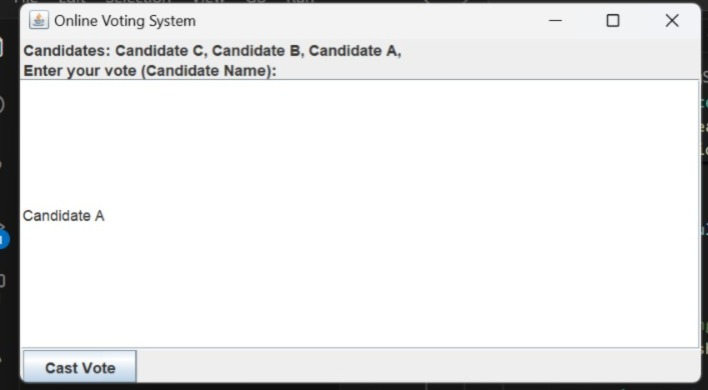 Online Voting System
Candidates: Candidate C, Candidate B, Candidate A,
Enter your vote (Candidate Name):
Candidate A
Cast Vote